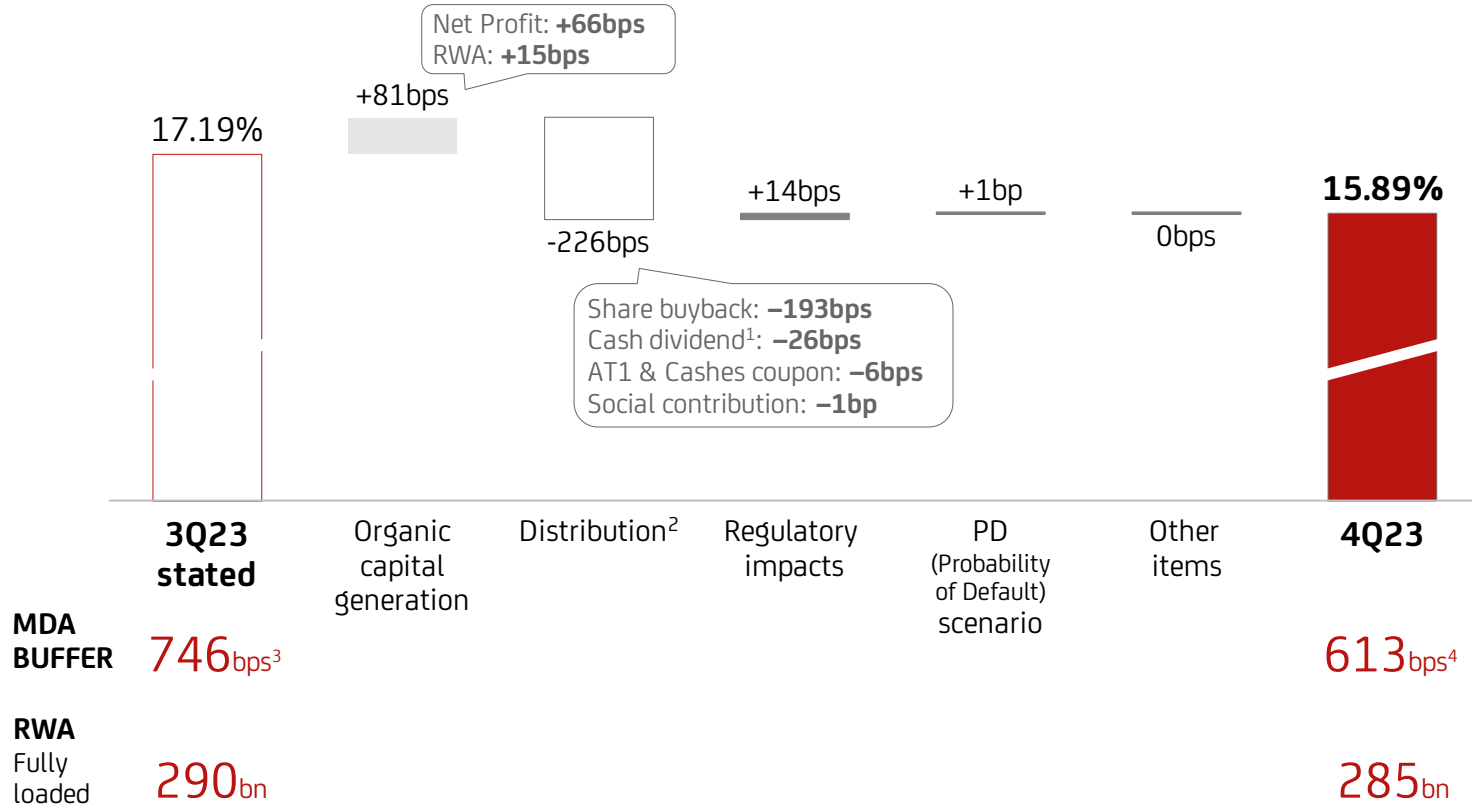 Net Profit: +66bps
RWA: +15bps
+81bps
17.19%
+14bps
+1bp
15.89%
-226bps
0bps
Share buyback: –193bps
Cash dividend¹: –26bps
AT1 & Cashes coupon: –6bps
Social contribution: –1bp
3Q23
stated
Organic
capital
generation
Distribution²
Regulatory
impacts
PD
(Probability
of Default)
scenario
Other
items
4Q23
MDA
BUFFER
746bps³
613bps⁴
RWA
Fully
loaded
290bn
285bn